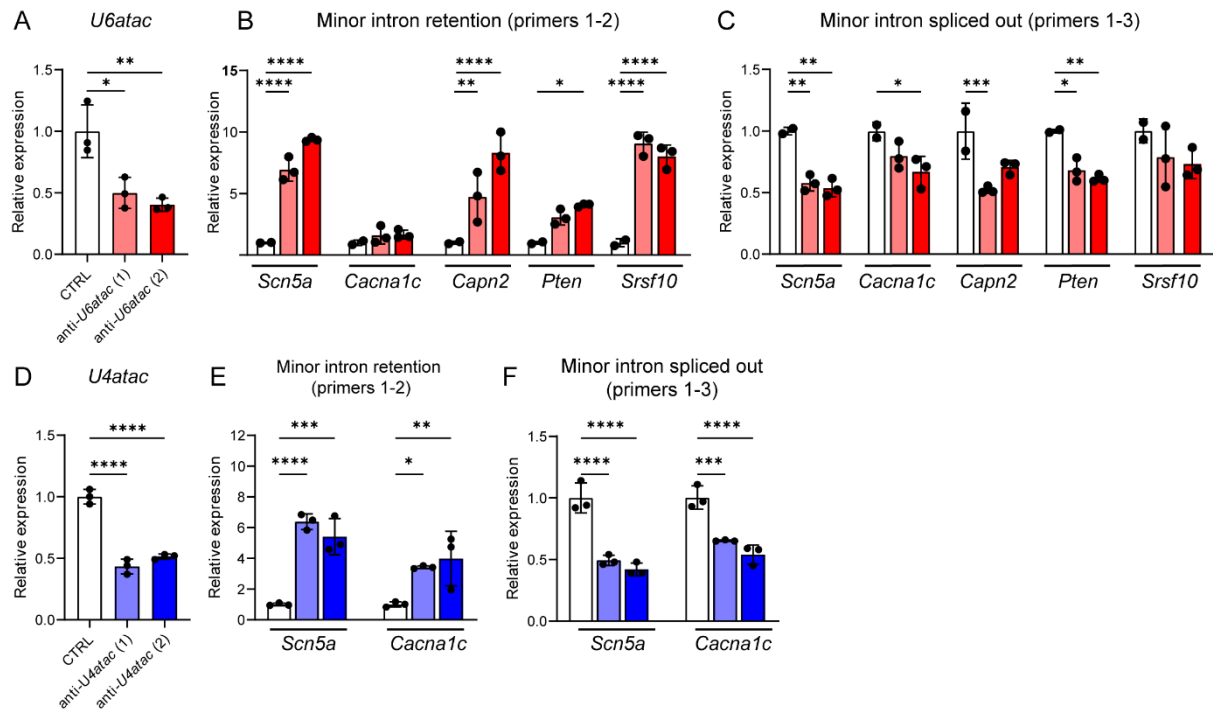 A
U6atac
Relative expression
1.5
1.0
0.5
0.0
*
**
CTRL
anti-U6atac (1)
anti-U6atac (2)
B
Minor intron retention (primers 1-2)
Relative expression
15
10
5
**** ****
**** ** * ****
****
Scn5a Cacna1c Capn2 Pten Srsf10
C
Minor intron spliced out (primers 1-3)
Relative expression
1.5
1.0
0.5
0.0
** **
** * *** *
Scn5a Cacna1c Capn2 Pten Srsf10
D
U4atac
Relative expression
1.5
1.0
0.5
0.0
****
****
CTRL
anti-U4atac (1)
anti-U4atac (2)
E
Minor intron retention
(primers 1-2)
Relative expression
12
10
8
6
4
2
0
*** **
**** *
Scn5a Cacna1c
F
Minor intron spliced out
(primers 1-3)
Relative expression
1.5
1.0
0.5
0.0
**** ****
**** ***
Scn5a Cacna1c